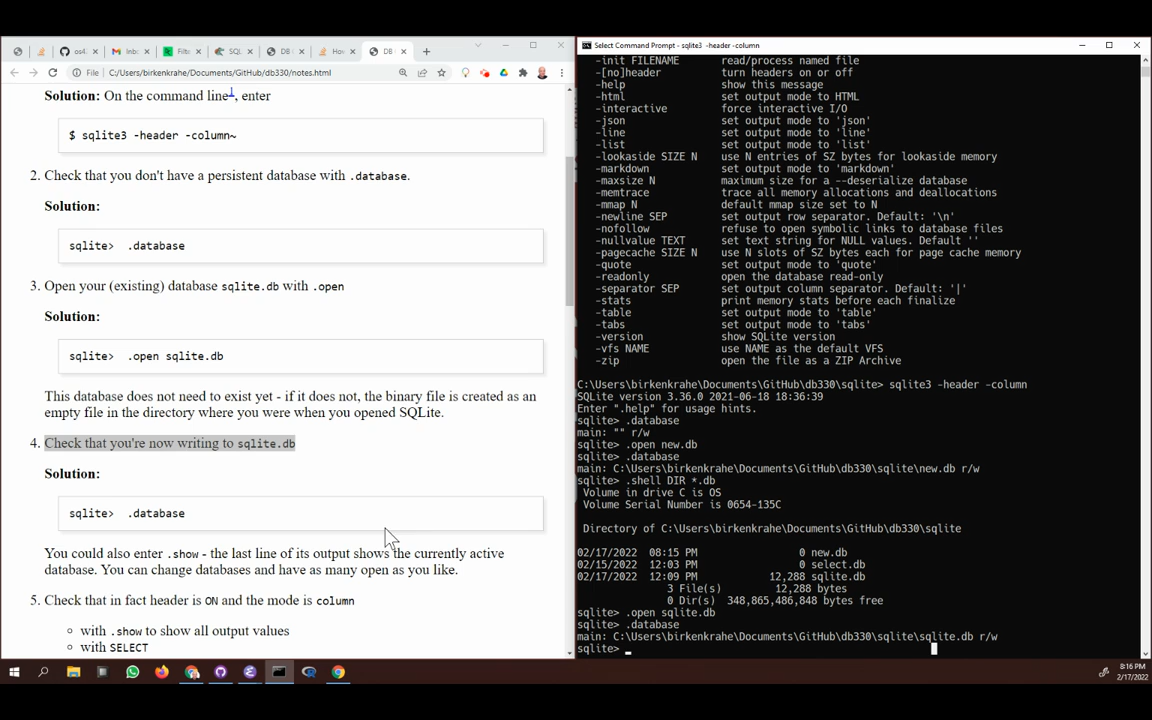 os4
Inb
Filte
SQL
DB
Hov
DB
File | C:/Users/birkenkrahe/Documents/GitHub/db330/notes.html
Solution: On the command line1, enter
$ sqlite3 -header -column~
2. Check that you don't have a persistent database with .database.
Solution:
sqlite> .database
3. Open your (existing) database sqlite.db with .open
Solution:
sqlite> .open sqlite.db
This database does not need to exist yet - if it does not, the binary file is created as an
empty file in the directory where you were when you opened SQLite.
4. Check that you're now writing to sqlite.db
Solution:
sqlite> .database
You could also enter .show - the last line of its output shows the currently active
database. You can change databases and have as many open as you like.
5. Check that in fact header is ON and the mode is column
with .show to show all output values
with SELECT
Select Command Prompt - sqlite3 -header -column
-init FILENAME read/process named file
-[no]header turn headers on or off
-help show this message
-html set output mode to HTML
-interactive force interactive I/O
-json set output mode to 'json'
-line set output mode to 'line'
-list set output mode to 'list'
-lookaside SIZE N use N entries of SZ bytes for lookaside memory
-markdown set output mode to 'markdown'
-maxsize N maximum size for a --deserialize database
-memtrace trace all memory allocations and deallocations
-mmap N default mmap size set to N
-newline SEP set output row separator. Default: '\n'
-nofollow refuse to open symbolic links to database files
-nullvalue TEXT set text string for NULL values. Default ''
-pagecache SIZE N use N slots of SZ bytes each for page cache memory
-quote set output mode to 'quote'
-readonly open the database read-only
-separator SEP set output column separator. Default: '|'
-stats print memory stats before each finalize
-table set output mode to 'table'
-tabs set output mode to 'tabs'
-version show SQLite version
-vfs NAME use NAME as the default VFS
-zip open the file as a ZIP Archive
C:\Users\birkenkrahe\Documents\GitHub\db330\sqlite> sqlite3 -header -column
SQLite version 3.36.0 2021-06-18 18:36:39
Enter ".help" for usage hints.
sqlite> .database
main: "" r/w
sqlite> .open new.db
sqlite> .database
main: C:\Users\birkenkrahe\Documents\GitHub\db330\sqlite\new.db r/w
sqlite> .shell DIR *.db
Volume in drive C is OS
Volume Serial Number is 0654-135C
Directory of C:\Users\birkenkrahe\Documents\GitHub\db330\sqlite
02/17/2022 08:15 PM 0 new.db
02/15/2022 12:03 PM 0 select.db
02/17/2022 12:09 PM 12,288 sqlite.db
3 File(s) 12,288 bytes
0 Dir(s) 348,865,486,848 bytes free
sqlite> .open sqlite.db
sqlite> .database
main: C:\Users\birkenkrahe\Documents\GitHub\db330\sqlite\sqlite.db r/w
sqlite>
8:16 PM
2/17/2022